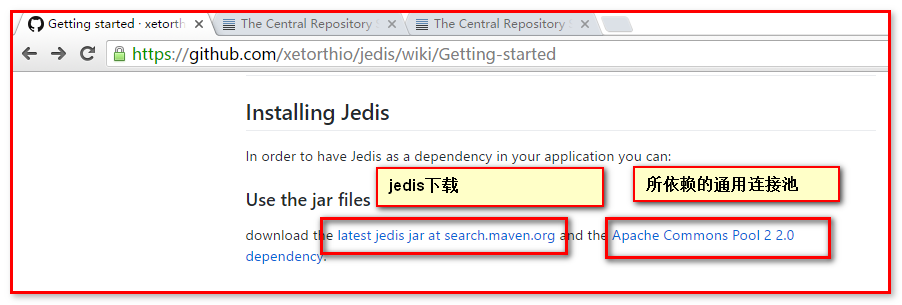 Getting started · xetorth
The Central Repository
The Central Repository
https://github.com/xetorthio/jedis/wiki/Getting-started
Installing Jedis
In order to have Jedis as a dependency in your application you can:
jedis下载
所依赖的通用连接池
Use the jar files
download the latest jedis jar at search.maven.org and the Apache Commons Pool 2 2.0
dependency.